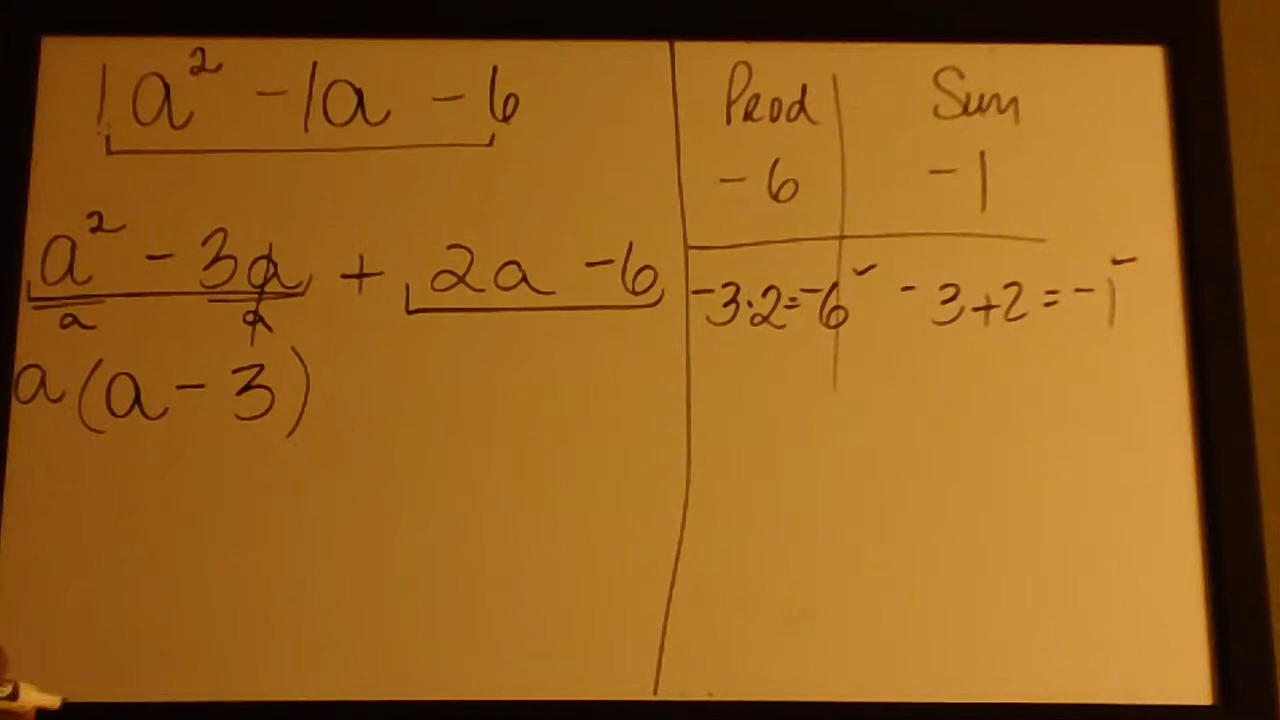 1a² - 1a - 6
a² - 3a + 2a - 6
a a
a(a - 3)
Prod Sum
-6 -1
-3·2=-6 ✓ -3+2=-1 ✓